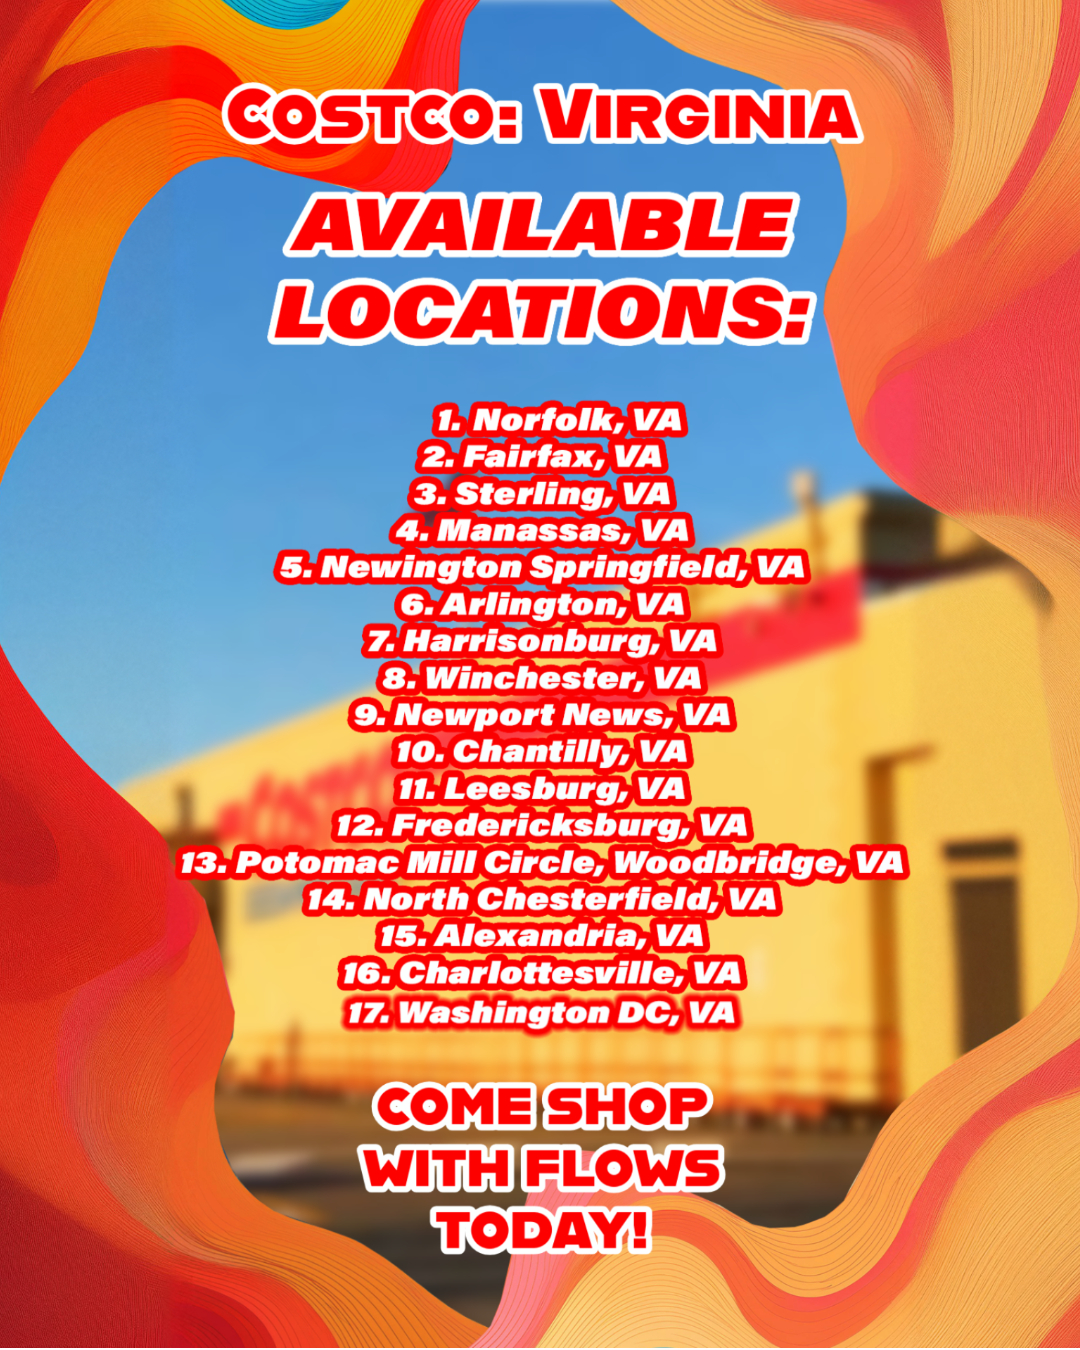 Costco: Virginia
AVAILABLE
LOCATIONS:
1. Norfolk, VA
2. Fairfax, VA
3. Sterling, VA
4. Manassas, VA
5. Newington Springfield, VA
6. Arlington, VA
7. Harrisonburg, VA
8. Winchester, VA
9. Newport News, VA
10. Chantilly, VA
11. Leesburg, VA
12. Fredericksburg, VA
13. Potomac Mill Circle, Woodbridge, VA
14. North Chesterfield, VA
15. Alexandria, VA
16. Charlottesville, VA
17. Washington DC, VA
COME SHOP
WITH FLOWS
TODAY!